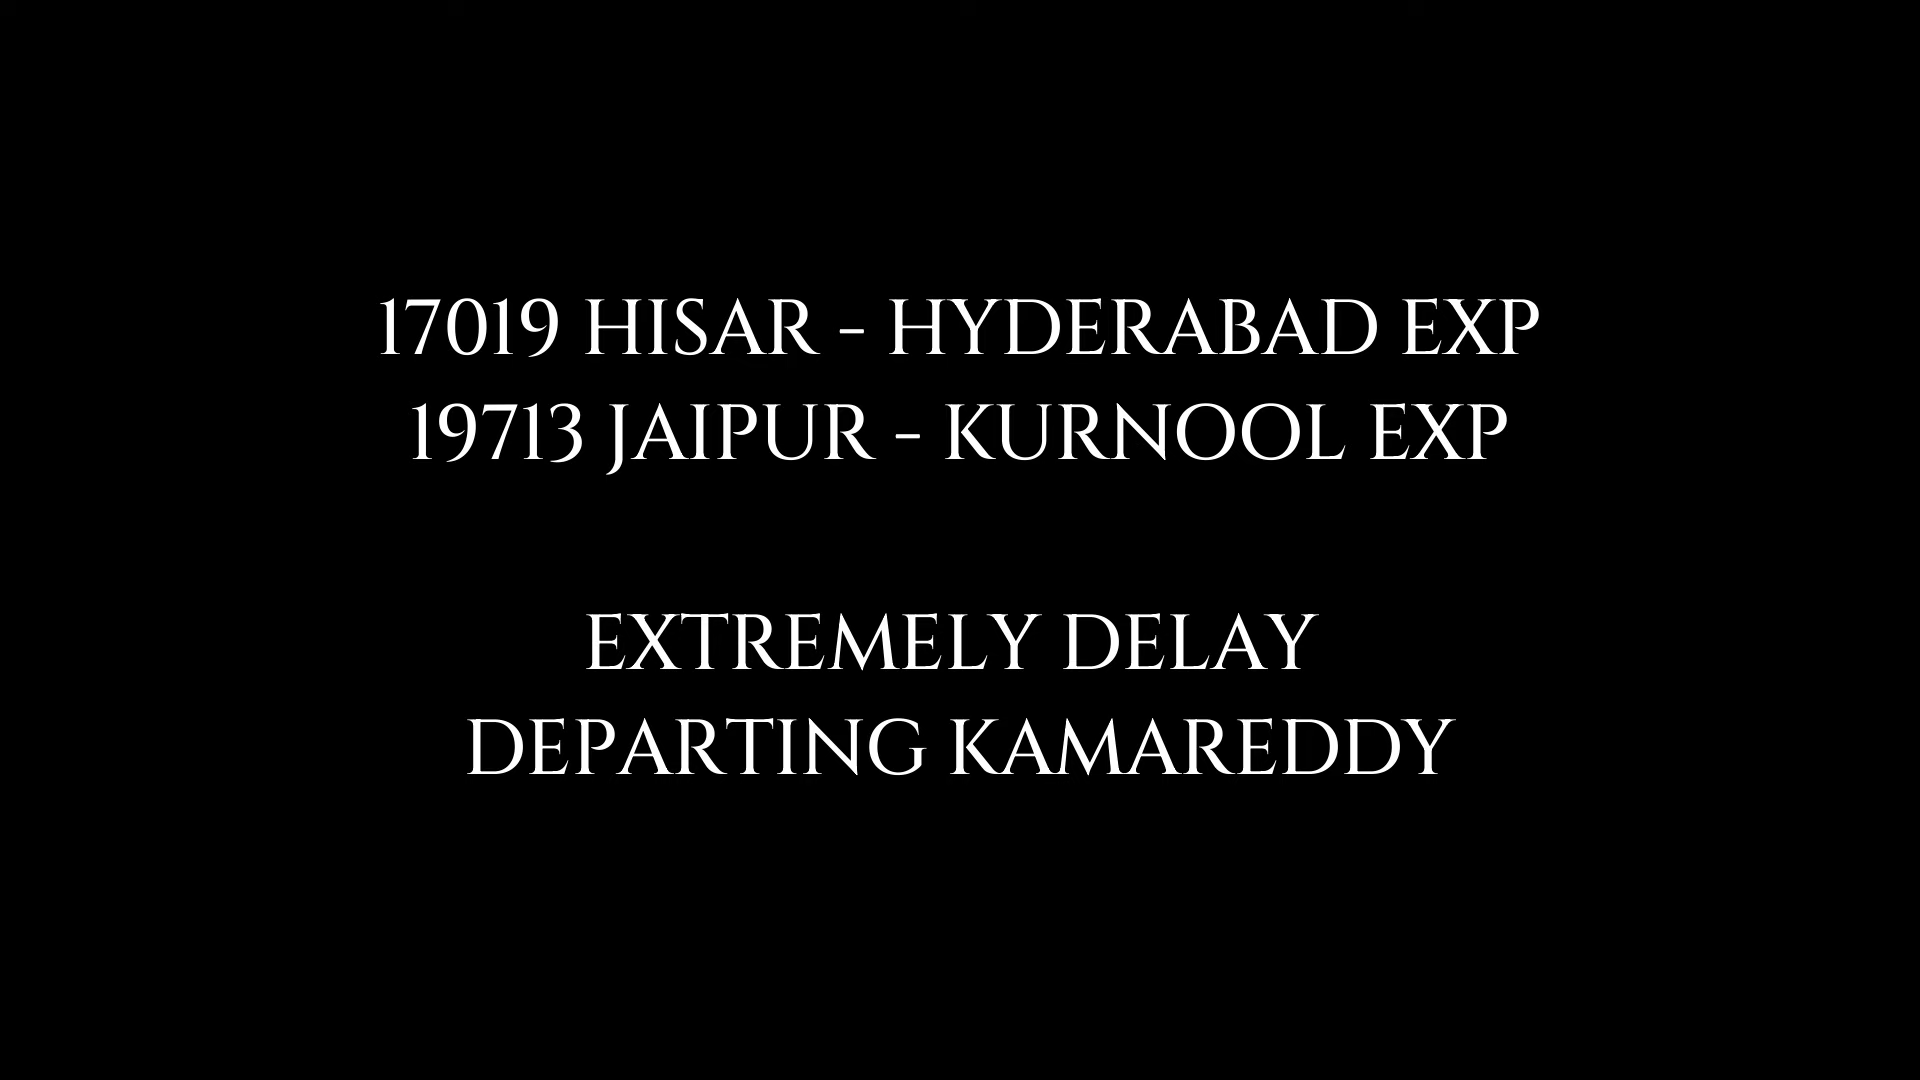 17019 HISAR - HYDERABAD EXP
19713 JAIPUR - KURNOOL EXP
EXTREMELY DELAY
DEPARTING KAMAREDDY